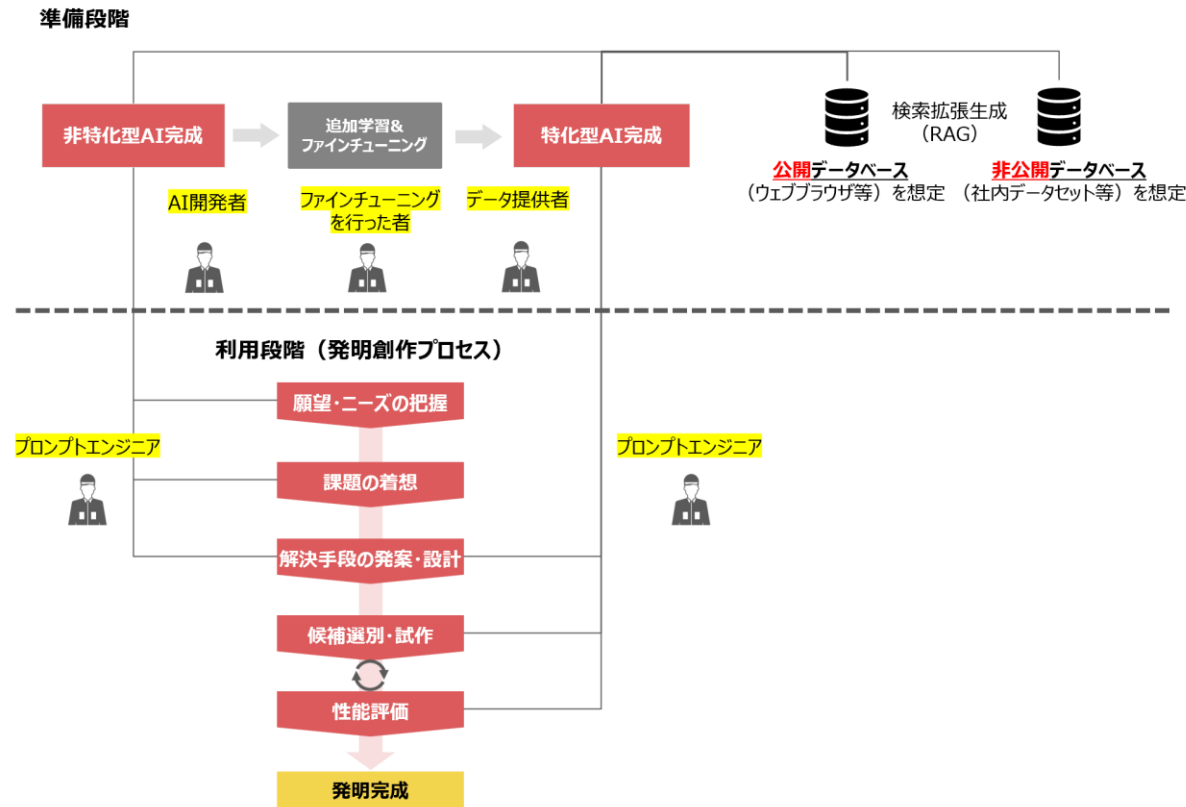 準備段階
非特化型AI完成
追加学習&
ファインチューニング
特化型AI完成
検索拡張生成
（RAG）
公開データベース
（ウェブブラウザ等）を想定
非公開データベース
（社内データセット等）を想定
AI開発者
ファインチューニング
を行った者
データ提供者
利用段階（発明創作プロセス）
願望・ニーズの把握
プロンプトエンジニア
プロンプトエンジニア
課題の着想
解決手段の発案・設計
候補選別・試作
性能評価
発明完成